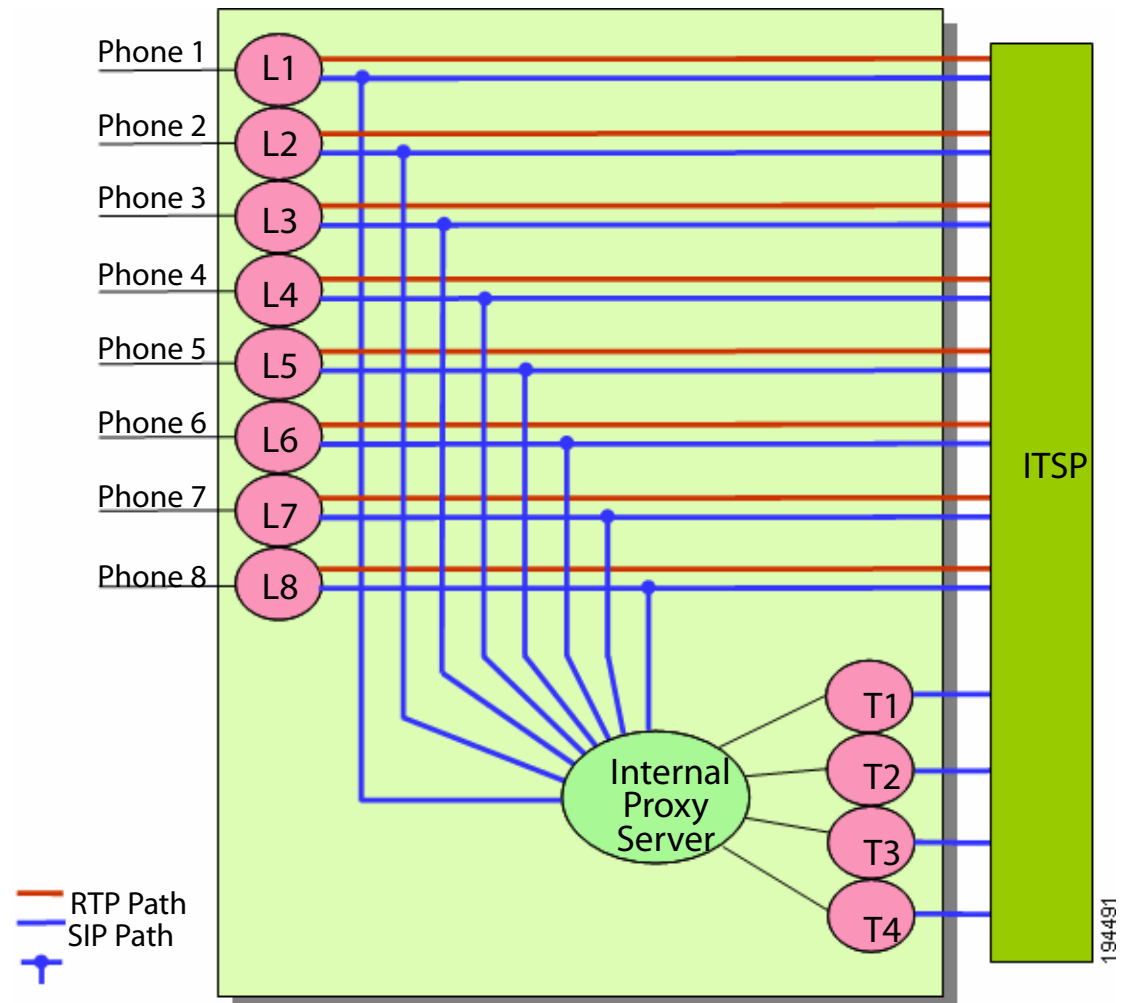 Phone 1
L1
Phone 2
L2
Phone 3
L3
Phone 4
L4
Phone 5
L5
Phone 6
L6
Phone 7
L7
Phone 8
L8
ITSP
Internal
Proxy
Server
T1
T2
T3
T4
RTP Path
SIP Path
194491